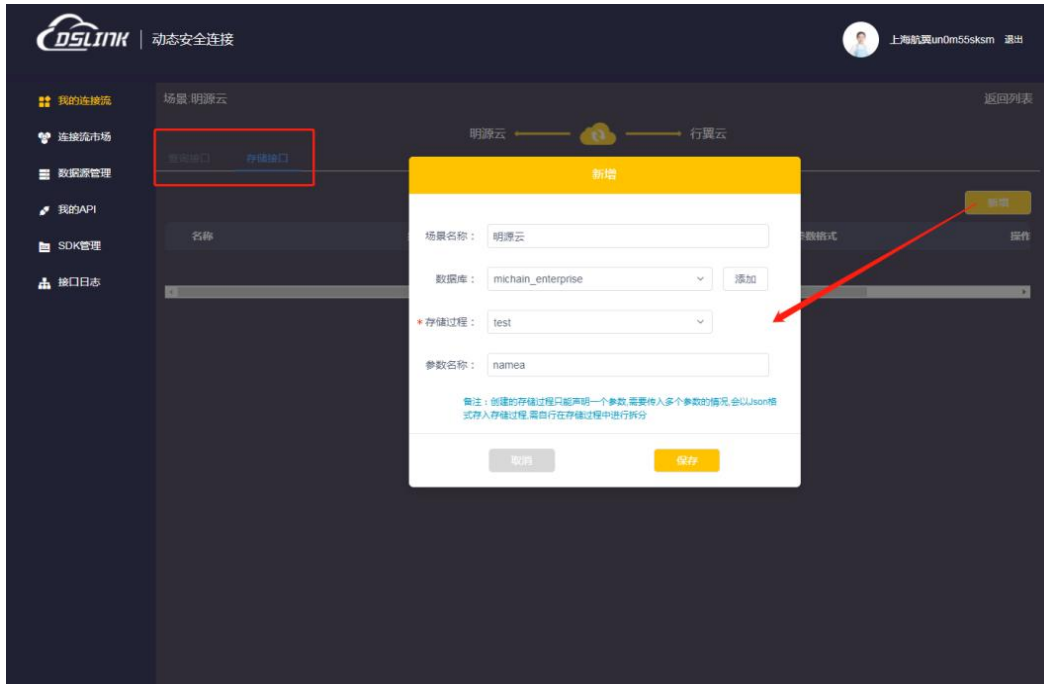 DSLINK 动态安全连接
上海航翼un0m55sksm 退出
我的连接流
连接流市场
数据源管理
我的API
SDK管理
接口日志
场景:明源云
返回列表
明源云
行翼云
查询接口 存储接口
新增
名称
参数格式
操作
新增
场景名称: 明源云
数据库: michain_enterprise 添加
*存储过程: test
参数名称: namea
备注:创建的存储过程只能声明一个参数,需要传入多个参数的情况,会以Json格
式存入存储过程,需自行在存储过程中进行拆分
取消 保存